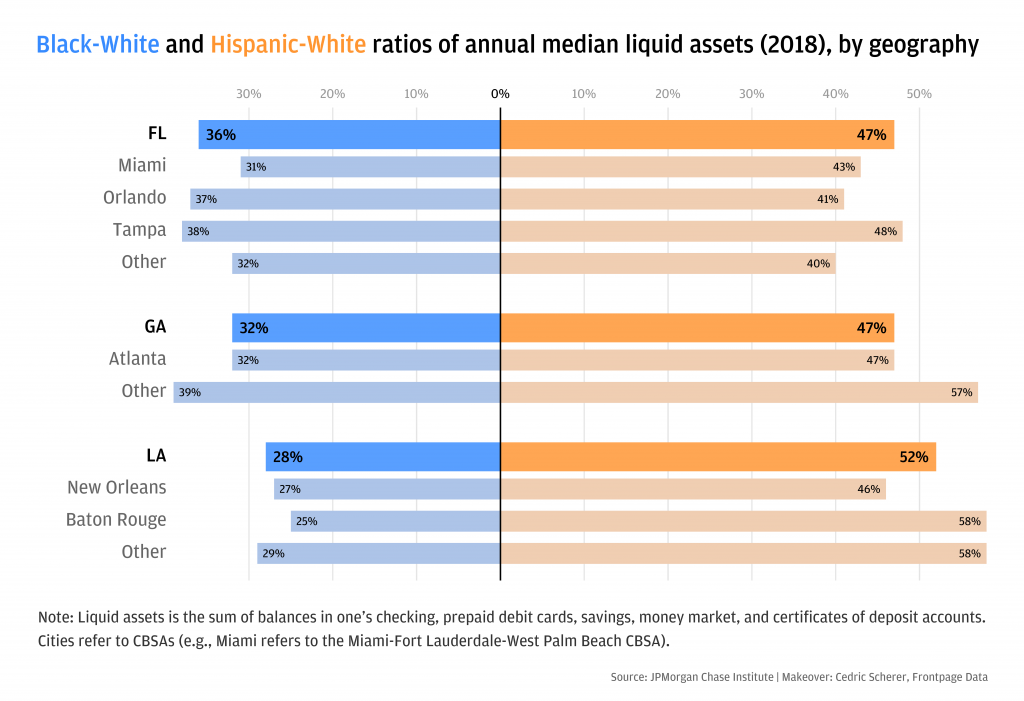 Black-White and Hispanic-White ratios of annual median liquid assets (2018), by geography
30% 20% 10% 0% 10% 20% 30% 40% 50%
FL 36% 47%
Miami 31% 43%
Orlando 37% 41%
Tampa 38% 48%
Other 32% 40%
GA 32% 47%
Atlanta 32% 47%
Other 39% 57%
LA 28% 52%
New Orleans 27% 46%
Baton Rouge 25% 58%
Other 29% 58%
Note: Liquid assets is the sum of balances in one's checking, prepaid debit cards, savings, money market, and certificates of deposit accounts.
Cities refer to CBSAs (e.g., Miami refers to the Miami-Fort Lauderdale-West Palm Beach CBSA).
Source: JPMorgan Chase Institute | Makeover: Cedric Scherer, Frontpage Data